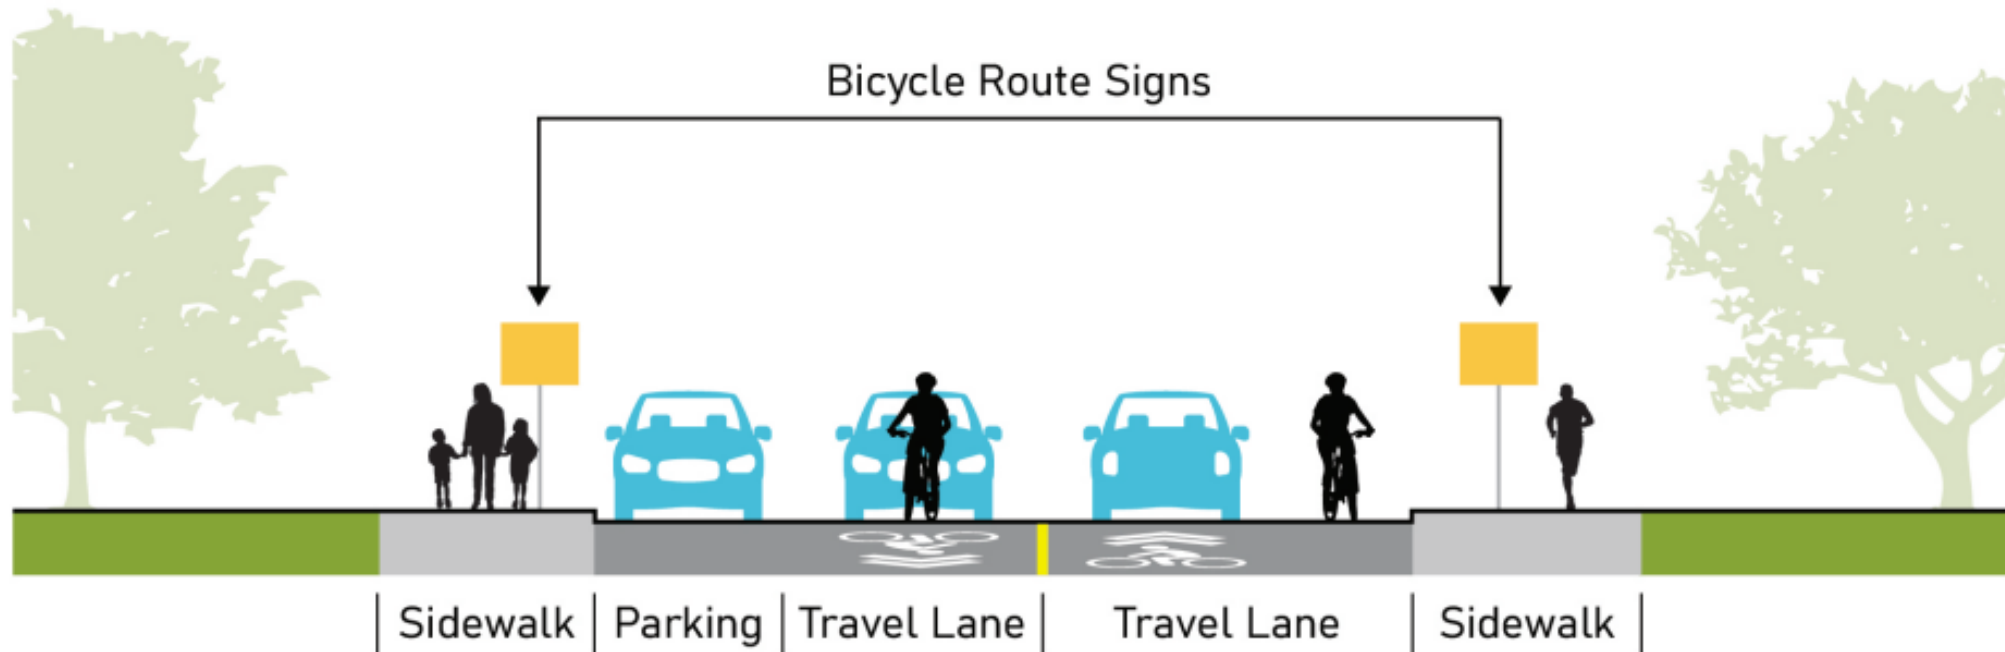 Bicycle Route Signs
Sidewalk Parking Travel Lane Travel Lane Sidewalk